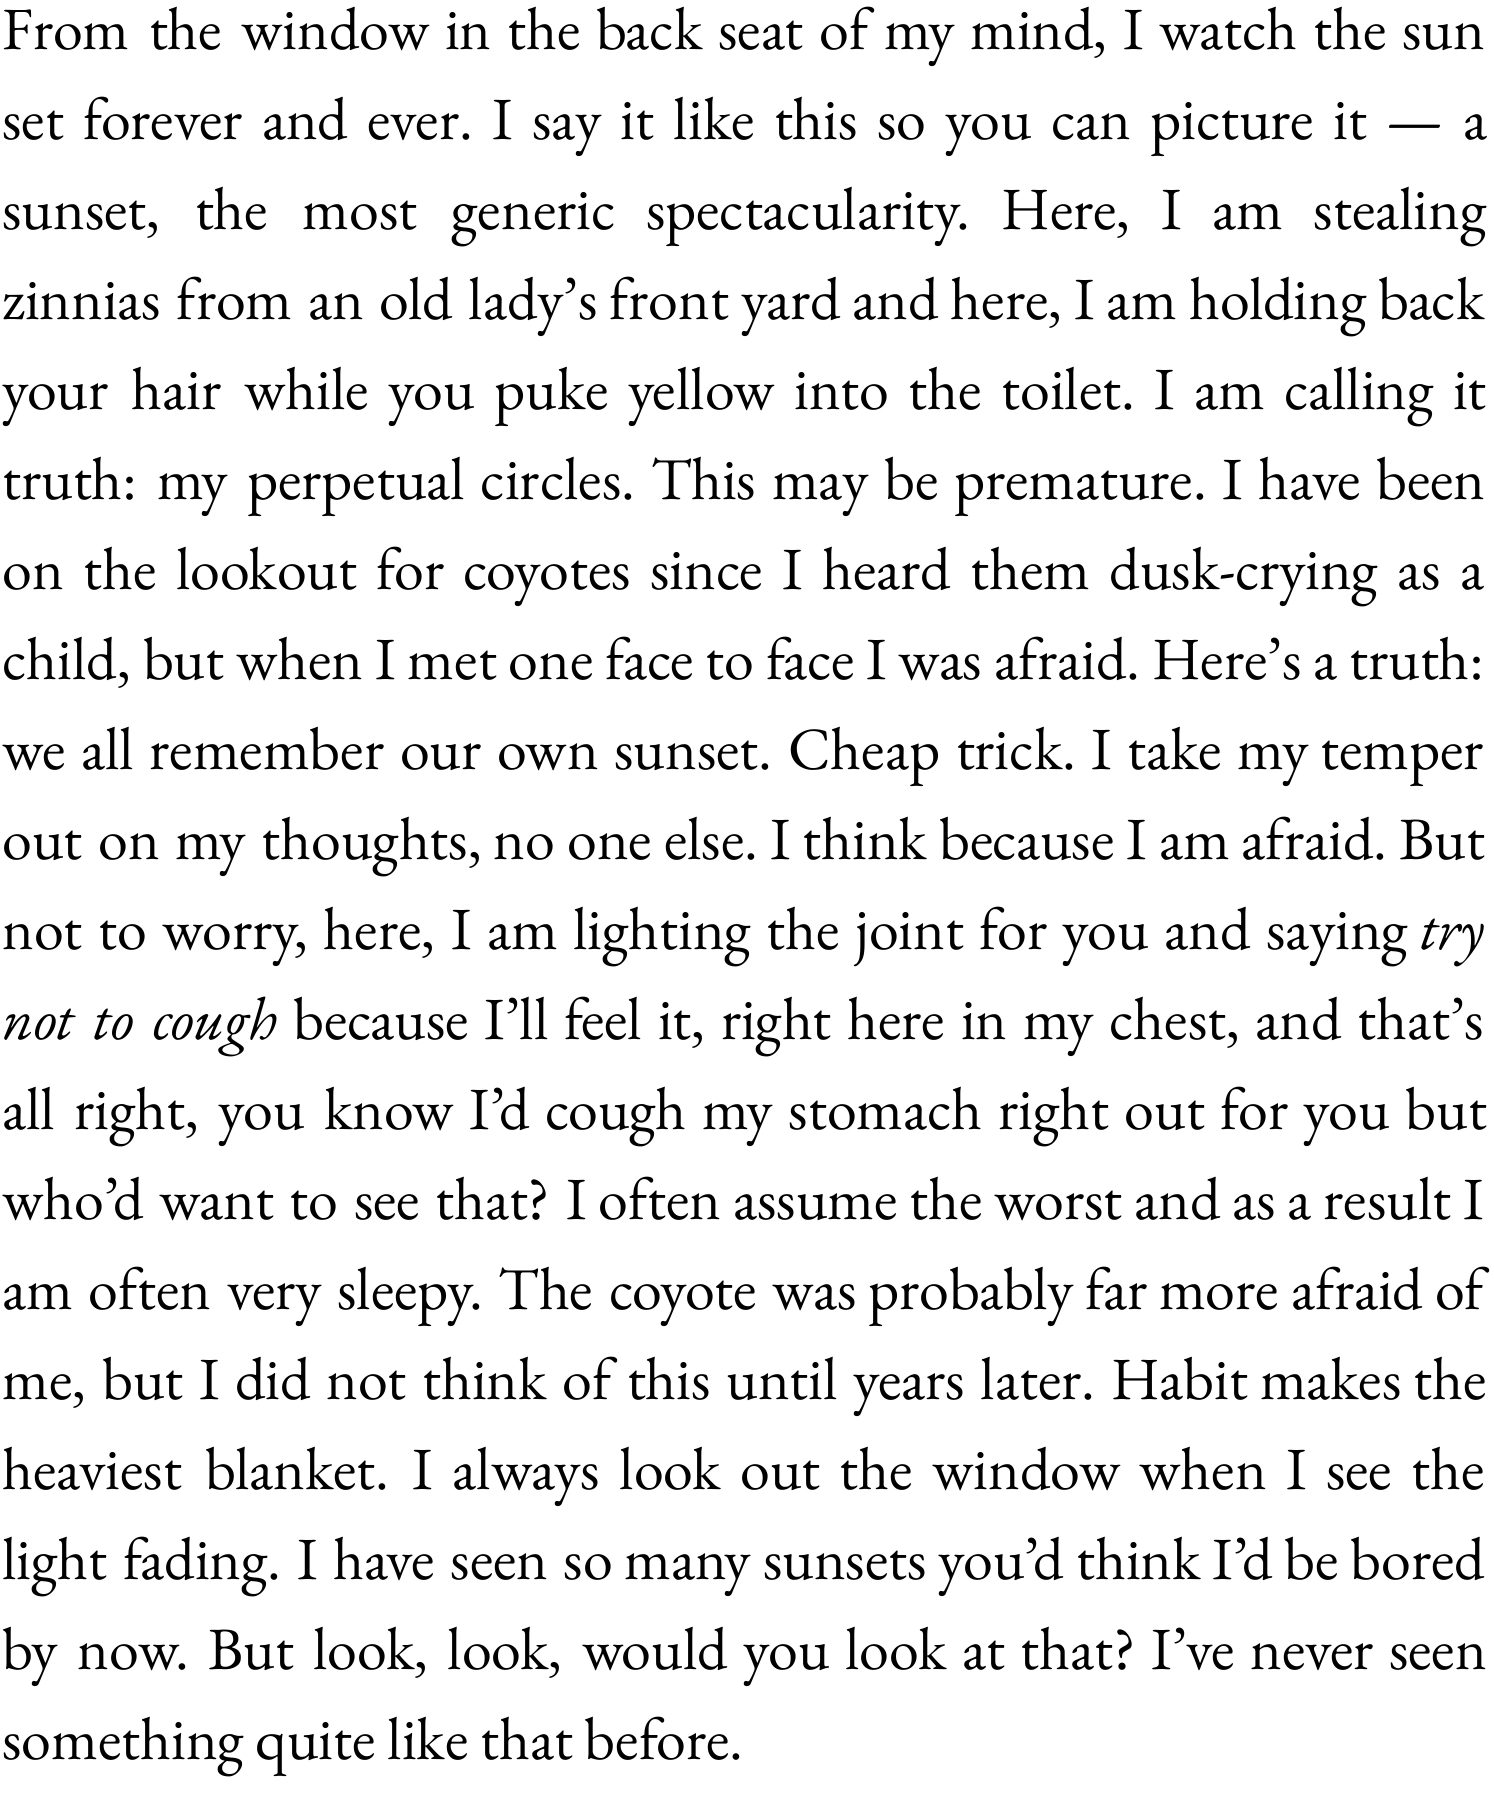 From the window in the back seat of my mind, I watch the sun
set forever and ever. I say it like this so you can picture it — a
sunset, the most generic spectacularity. Here, I am stealing
zinnias from an old lady’s front yard and here, I am holding back
your hair while you puke yellow into the toilet. I am calling it
truth: my perpetual circles. This may be premature. I have been
on the lookout for coyotes since I heard them dusk-crying as a
child, but when I met one face to face I was afraid. Here’s a truth:
we all remember our own sunset. Cheap trick. I take my temper
out on my thoughts, no one else. I think because I am afraid. But
not to worry, here, I am lighting the joint for you and saying try
not to cough because I’ll feel it, right here in my chest, and that’s
all right, you know I’d cough my stomach right out for you but
who’d want to see that? I often assume the worst and as a result I
am often very sleepy. The coyote was probably far more afraid of
me, but I did not think of this until years later. Habit makes the
heaviest blanket. I always look out the window when I see the
light fading. I have seen so many sunsets you’d think I’d be bored
by now. But look, look, would you look at that? I’ve never seen
something quite like that before.